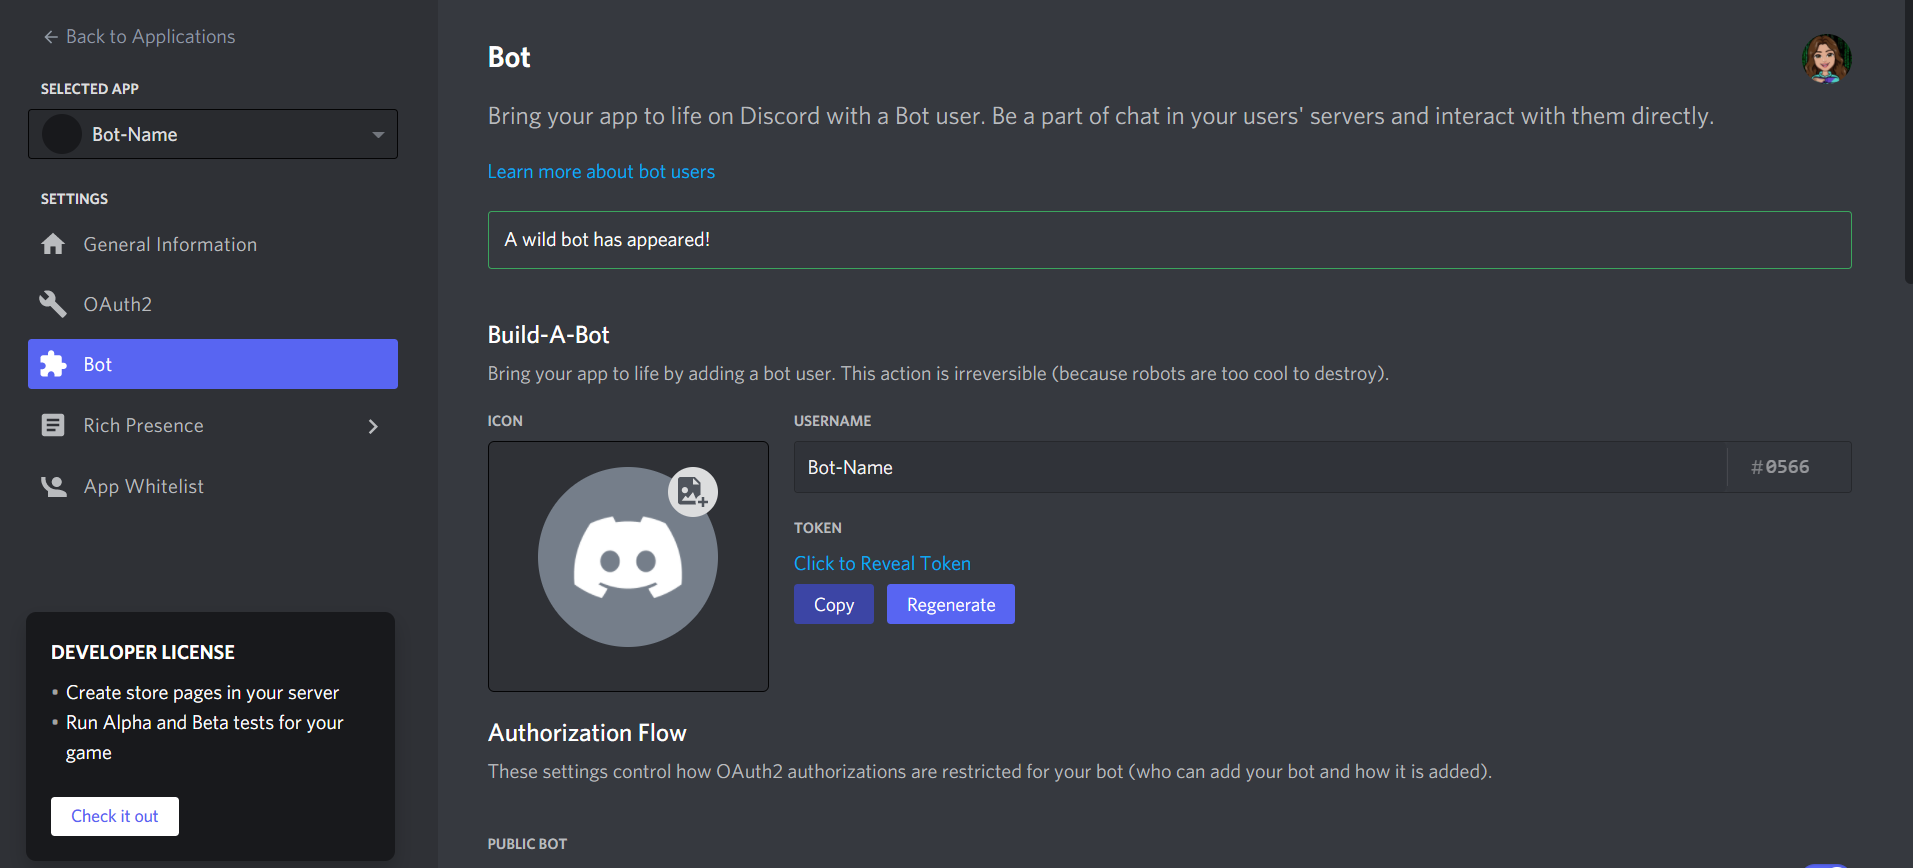 Back to Applications
SELECTED APP
Bot-Name
SETTINGS
General Information
OAuth2
Bot
Rich Presence
App Whitelist
DEVELOPER LICENSE
• Create store pages in your server
• Run Alpha and Beta tests for your
game
Check it out
Bot
Bring your app to life on Discord with a Bot user. Be a part of chat in your users' servers and interact with them directly.
Learn more about bot users
A wild bot has appeared!
Build-A-Bot
Bring your app to life by adding a bot user. This action is irreversible (because robots are too cool to destroy).
ICON
USERNAME
Bot-Name
#0566
TOKEN
Click to Reveal Token
Copy
Regenerate
Authorization Flow
These settings control how OAuth2 authorizations are restricted for your bot (who can add your bot and how it is added).
PUBLIC BOT